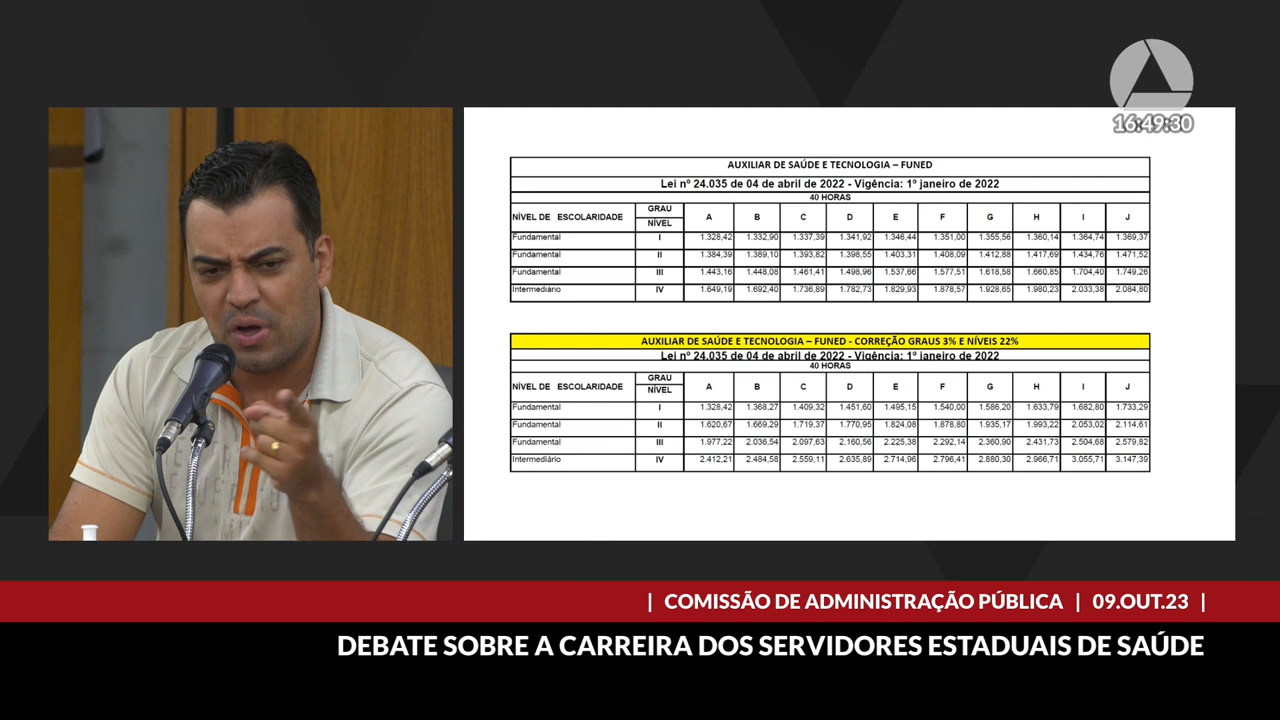 16:49:30
AUXILIAR DE SAÚDE E TECNOLOGIA – FUNED
Lei nº 24.035 de 04 de abril de 2022 - Vigência: 1º janeiro de 2022
40 HORAS
NÍVEL DE ESCOLARIDADE GRAU NÍVEL A B C D E F G H I J
Fundamental I 1.328,42 1.332,90 1.337,39 1.341,92 1.346,44 1.351,00 1.355,56 1.360,14 1.364,74 1.369,37
Fundamental II 1.384,39 1.389,10 1.393,82 1.398,55 1.403,31 1.408,09 1.412,88 1.417,69 1.434,76 1.471,52
Fundamental III 1.443,16 1.448,08 1.461,41 1.498,96 1.537,66 1.577,51 1.618,58 1.660,85 1.704,40 1.749,26
Intermediário IV 1.649,19 1.692,40 1.736,89 1.782,73 1.829,93 1.878,57 1.928,65 1.980,23 2.033,38 2.084,80
AUXILIAR DE SAÚDE E TECNOLOGIA – FUNED - CORREÇÃO GRAUS 3% E NÍVEIS 22%
Lei nº 24.035 de 04 de abril de 2022 - Vigência: 1º janeiro de 2022
40 HORAS
NÍVEL DE ESCOLARIDADE GRAU NÍVEL A B C D E F G H I J
Fundamental I 1.328,42 1.368,27 1.409,32 1.451,60 1.495,15 1.540,00 1.586,20 1.633,79 1.682,80 1.733,29
Fundamental II 1.620,67 1.669,29 1.719,37 1.770,95 1.824,08 1.878,80 1.935,17 1.993,22 2.053,02 2.114,61
Fundamental III 1.977,22 2.036,54 2.097,63 2.160,56 2.225,38 2.292,14 2.360,90 2.431,73 2.504,68 2.579,82
Intermediário IV 2.412,21 2.484,58 2.559,11 2.635,89 2.714,96 2.796,41 2.880,30 2.966,71 3.055,71 3.147,39
| COMISSÃO DE ADMINISTRAÇÃO PÚBLICA | 09.OUT.23 |
DEBATE SOBRE A CARREIRA DOS SERVIDORES ESTADUAIS DE SAÚDE